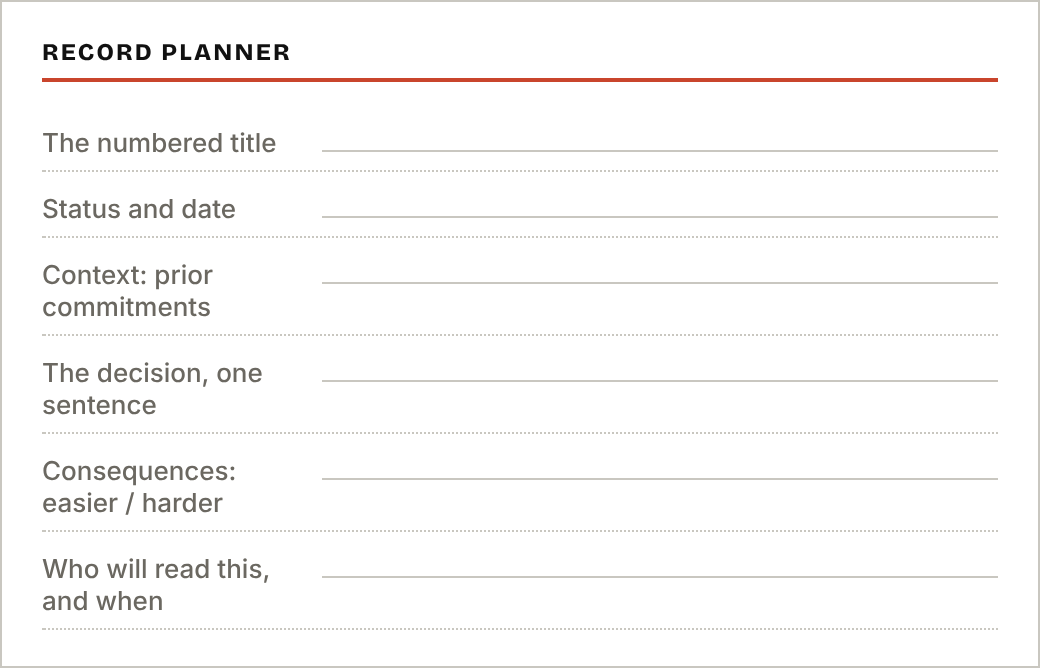 RECORD PLANNER
The numbered title
Status and date
Context: prior
commitments
The decision, one
sentence
Consequences:
easier / harder
Who will read this,
and when